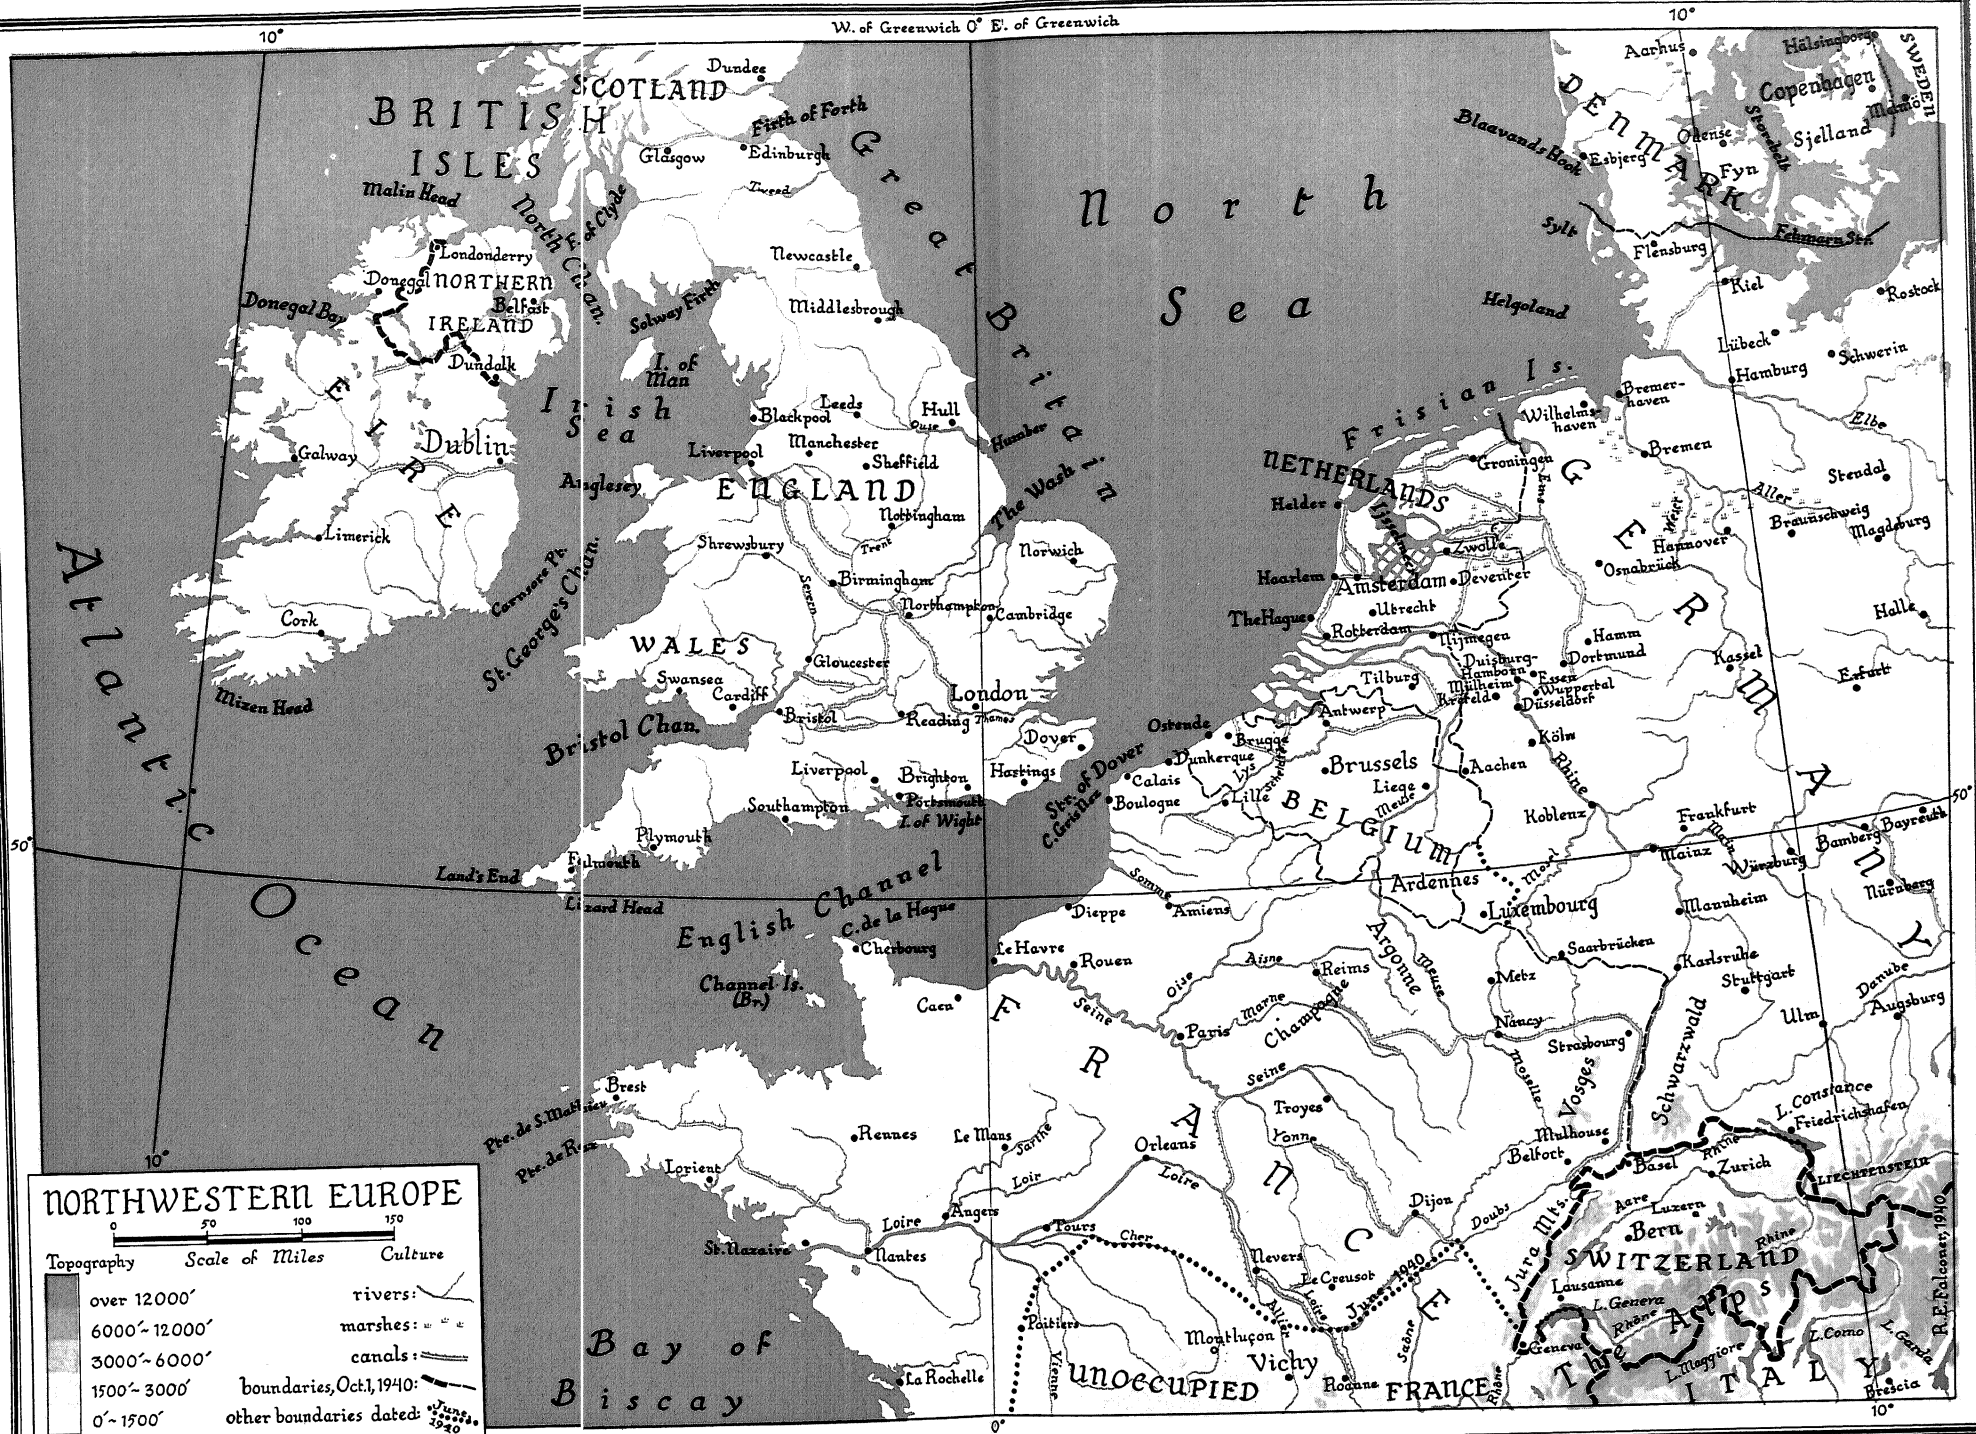 W. of Greenwich 0° E. of Greenwich
10°
10°
SCOTLAND
Dundee
BRITISH
ISLES
Firth of Forth
Glasgow
Edinburgh
Tweed
Malin Head
North Chan.
F. of Clyde
Londonderry
Donegal
NORTHERN
IRELAND
Belfast
Donegal Bay
Dundalk
Solway Firth
Newcastle
Middlesbrough
I. of
Man
Irish
Sea
Blackpool
Leeds
Hull
Ouse
Humber
Manchester
Liverpool
Sheffield
Anglesey
ENGLAND
The Wash
Nottingham
Trent
Shrewsbury
Norwich
Birmingham
Severn
Northampton
Cambridge
WALES
Gloucester
Swansea
Cardiff
London
Bristol
Reading
Thames
Dover
Bristol Chan.
Liverpool
Brighton
Hastings
Southampton
Portsmouth
I. of Wight
Plymouth
Falmouth
Land's End
Lizard Head
English Channel
EIRE
Galway
Dublin
Limerick
Cork
Carnsore Pt.
St. George's Chan.
Mizen Head
Atlantic
Ocean
50°
10°
Great Britain
North
Sea
Str. of Dover
C. Gris Nez
DENMARK
Aarhus
Hälsingborg
SWEDEN
Copenhagen
Malmö
Blaavands Hook
Esbjerg
Odense
Storebelt
Sjelland
Fyn
Sylt
Flensburg
Fehmarn Str.
Kiel
Rostock
Helgoland
Lübeck
Schwerin
Hamburg
Frisian Is.
Bremer-
haven
Wilhelms-
haven
Elbe
NETHERLANDS
Groningen
Ems
Bremen
Stendal
Helder
Ijsselmeer
Aller
Weser
Braunschweig
Magdeburg
Hannover
Zwolle
Osnabrück
Haarlem
Amsterdam
Deventer
Utrecht
The Hague
Rotterdam
Nijmegen
Hamm
Halle
Duisburg-
Hamborn
Dortmund
Essen
Mülheim
Wuppertal
Krefeld
Düsseldorf
Kassel
Erfurt
Tilburg
Antwerp
Ostende
Brugge
Dunkerque
Calais
Boulogne
Lys
Schelde
Lille
Brussels
Liege
Meuse
Aachen
Köln
Rhine
BELGIUM
Koblenz
Frankfurt
Main
Mainz
Würzburg
Bamberg
Bayreuth
50°
GERMANY
Ardennes
Mosel
Nürnberg
Luxembourg
Mannheim
Somme
Dieppe
Amiens
C. de la Hague
Cherbourg
Le Havre
Rouen
Channel Is.
(Br.)
Caen
Seine
Oise
Aisne
Reims
Argonne
Meuse
Saarbrücken
Metz
Karlsruhe
Stuttgart
Danube
Ulm
Augsburg
Marne
Champagne
Paris
Nancy
Strasbourg
Moselle
Vosges
Schwarzwald
Seine
Troyes
Yonne
L. Constance
Friedrichshafen
Brest
Pte. de S. Mathieu
Pte. de Raz
Rennes
Le Mans
Sarthe
Orleans
Loire
Mulhouse
Belfort
Basel
Rhine
Zurich
LIECHTENSTEIN
Lorient
Loir
Angers
Loire
Tours
Cher
Dijon
Doubs
Jura Mts.
Aare
Luzern
Bern
Rhine
SWITZERLAND
St. Nazaire
Nantes
Nevers
Le Creusot
Loire
Allier
June 1940
Lausanne
L. Geneva
Rhône
The Alps
L. Maggiore
L. Como
L. Garda
FRANCE
Poitiers
Vienne
Montluçon
Saône
Geneva
UNOCCUPIED
Vichy
Roanne
FRANCE
Rhône
ITALY
Brescia
La Rochelle
Bay of
Biscay
0°
10°
R.E.Falconer, 1940
NORTHWESTERN EUROPE
0 50 100 150
Topography Scale of Miles Culture
over 12000′ rivers:
6000′~12000′ marshes:
3000′~6000′ canals:
1500′~3000′ boundaries, Oct.1,1940:
0′~1500′ other boundaries dated: June 1940